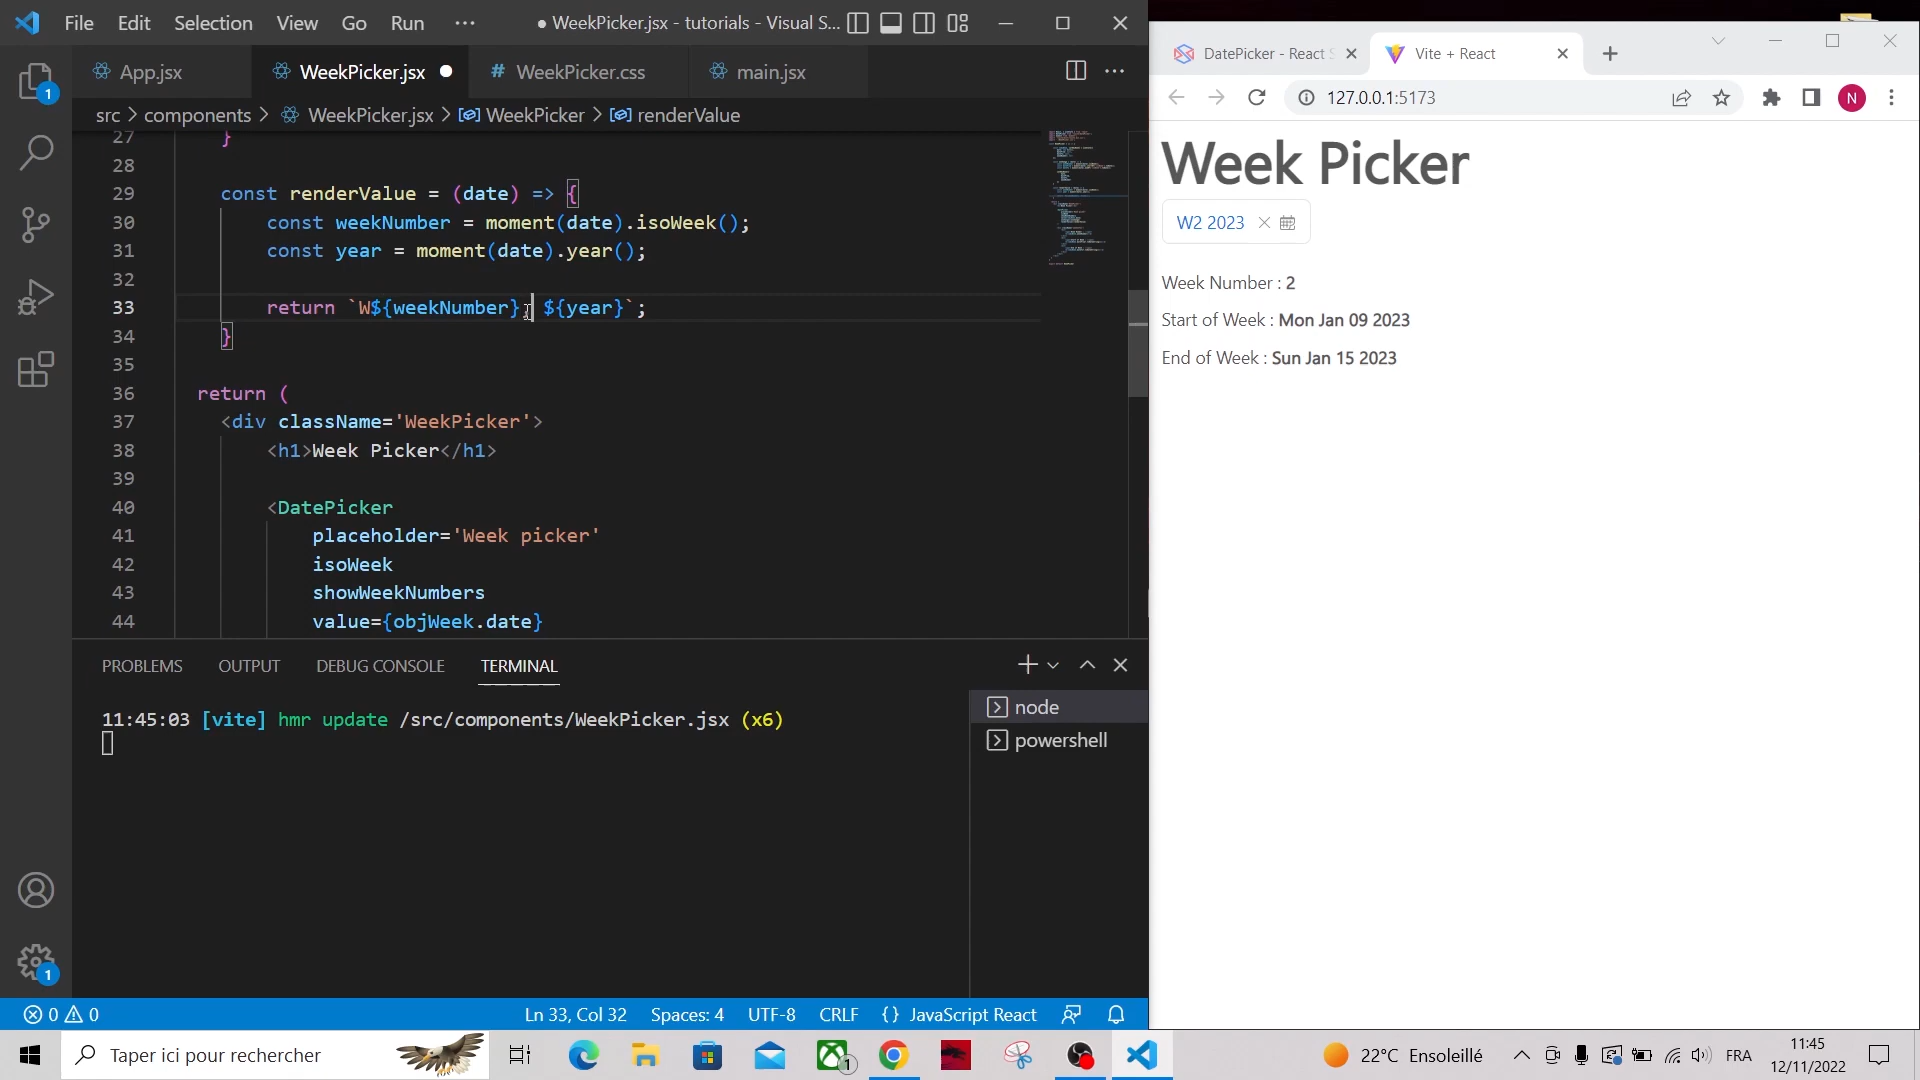 File Edit Selection View Go Run ··· ● WeekPicker.jsx - tutorials - Visual S...
App.jsx WeekPicker.jsx ● # WeekPicker.css main.jsx
src > components > WeekPicker.jsx > WeekPicker > renderValue
27 }
28
29 const renderValue = (date) => {
30 const weekNumber = moment(date).isoWeek();
31 const year = moment(date).year();
32
33 return `W${weekNumber}, ${year}`;
34 }
35
36 return (
37 <div className='WeekPicker'>
38 <h1>Week Picker</h1>
39
40 <DatePicker
41 placeholder='Week picker'
42 isoWeek
43 showWeekNumbers
44 value={objWeek.date}
PROBLEMS OUTPUT DEBUG CONSOLE TERMINAL
11:45:03 [vite] hmr update /src/components/WeekPicker.jsx (x6)
node
powershell
1
1
0 0 Ln 33, Col 32 Spaces: 4 UTF-8 CRLF {} JavaScript React
DatePicker - React S Vite + React
127.0.0.1:5173 N
Week Picker
W2 2023
Week Number : 2
Start of Week : Mon Jan 09 2023
End of Week : Sun Jan 15 2023
Taper ici pour rechercher 1 22°C Ensoleillé FRA 11:45
12/11/2022